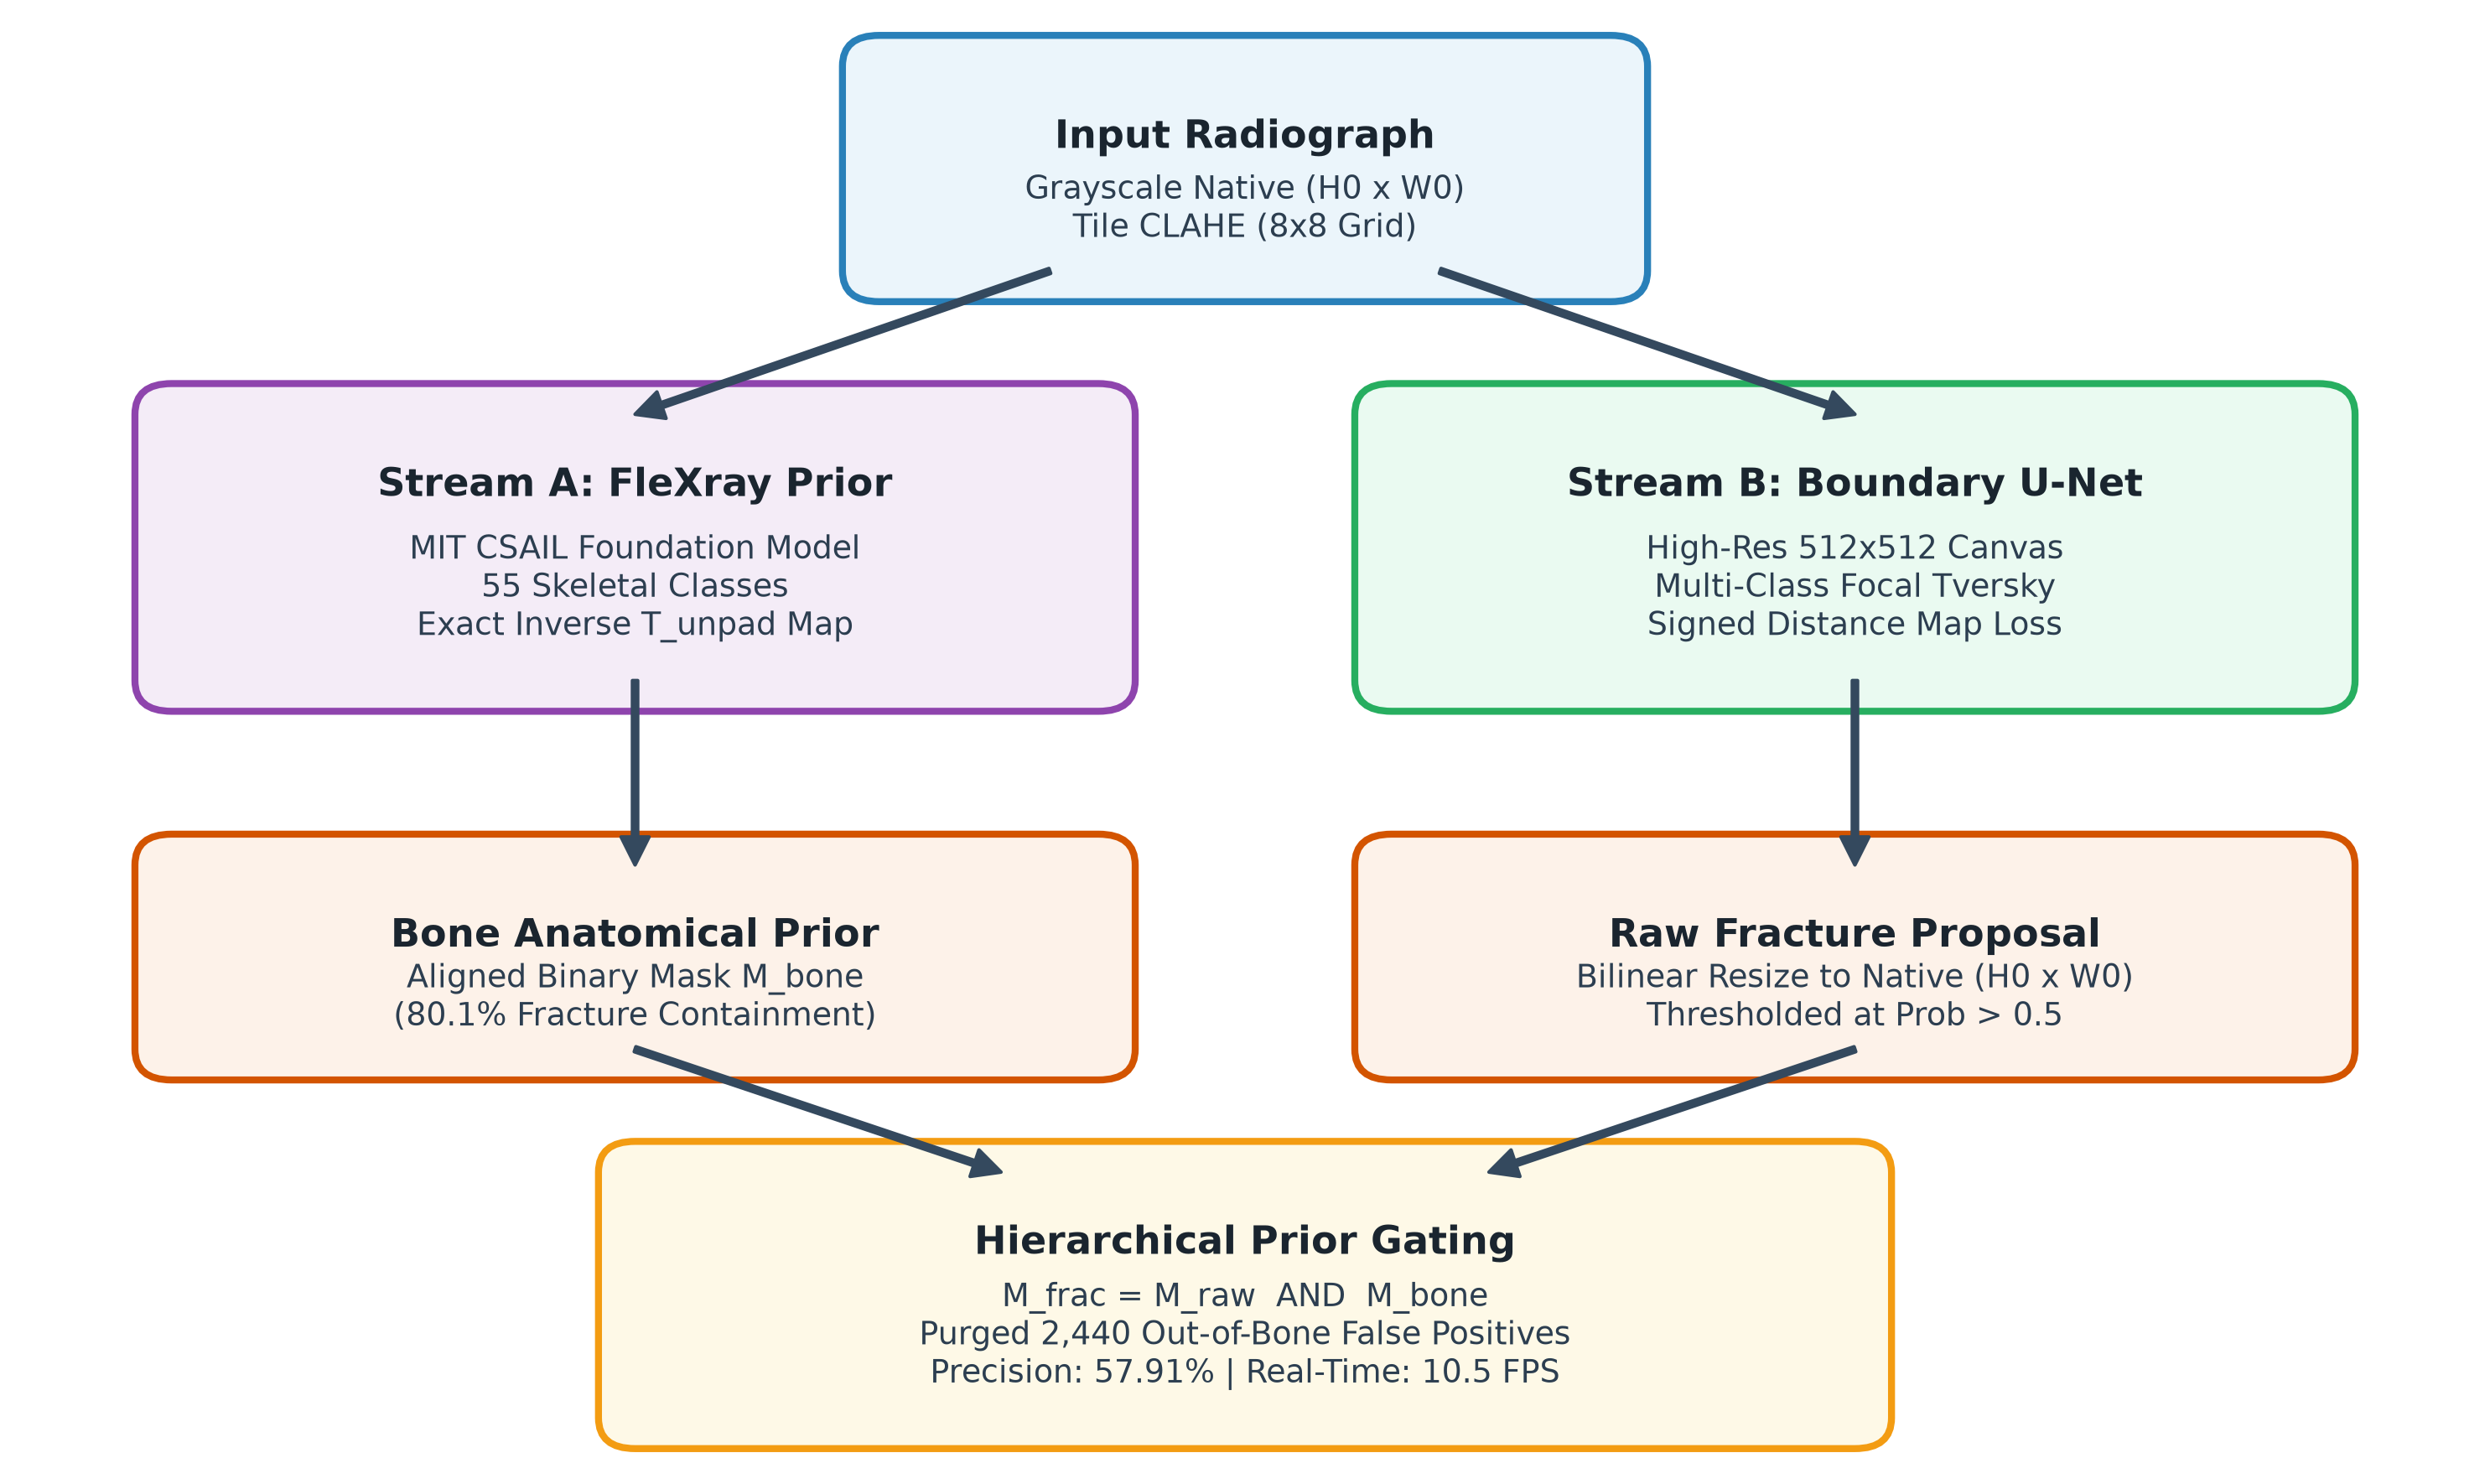 Input Radiograph
Grayscale Native (H0 x W0)
Tile CLAHE (8x8 Grid)
Stream A: FleXray Prior
MIT CSAIL Foundation Model
55 Skeletal Classes
Exact Inverse T_unpad Map
Stream B: Boundary U-Net
High-Res 512x512 Canvas
Multi-Class Focal Tversky
Signed Distance Map Loss
Bone Anatomical Prior
Aligned Binary Mask M_bone
(80.1% Fracture Containment)
Raw Fracture Proposal
Bilinear Resize to Native (H0 x W0)
Thresholded at Prob > 0.5
Hierarchical Prior Gating
M_frac = M_raw  AND  M_bone
Purged 2,440 Out-of-Bone False Positives
Precision: 57.91% | Real-Time: 10.5 FPS